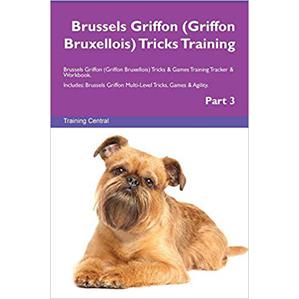 Brussels Griffon (Griffon
Bruxellois) Tricks Training
Brussels Griffon (Griffon Bruxellois) Tricks & Games Training Tracker &
Workbook.
Includes: Brussels Griffon Multi-Level Tricks, Games & Agility.
Part 3
Training Central